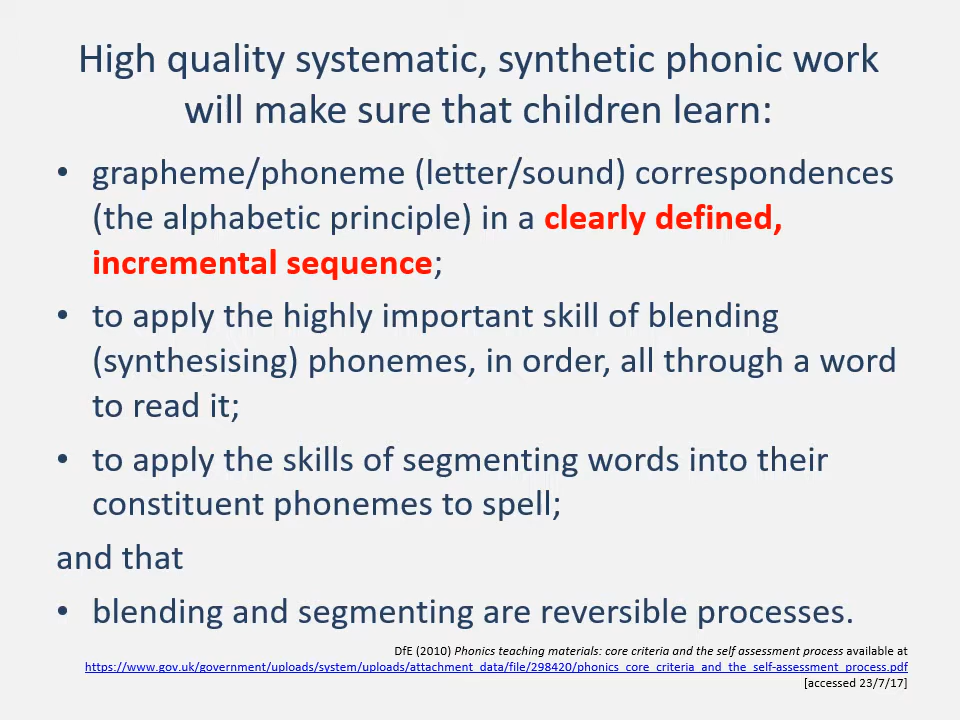 High quality systematic, synthetic phonic work
will make sure that children learn:
• grapheme/phoneme (letter/sound) correspondences
(the alphabetic principle) in a clearly defined,
incremental sequence;
• to apply the highly important skill of blending
(synthesising) phonemes, in order, all through a word
to read it;
• to apply the skills of segmenting words into their
constituent phonemes to spell;
and that
• blending and segmenting are reversible processes.
DfE (2010) Phonics teaching materials: core criteria and the self assessment process available at
https://www.gov.uk/government/uploads/system/uploads/attachment_data/file/298420/phonics_core_criteria_and_the_self-assessment_process.pdf
[accessed 23/7/17]